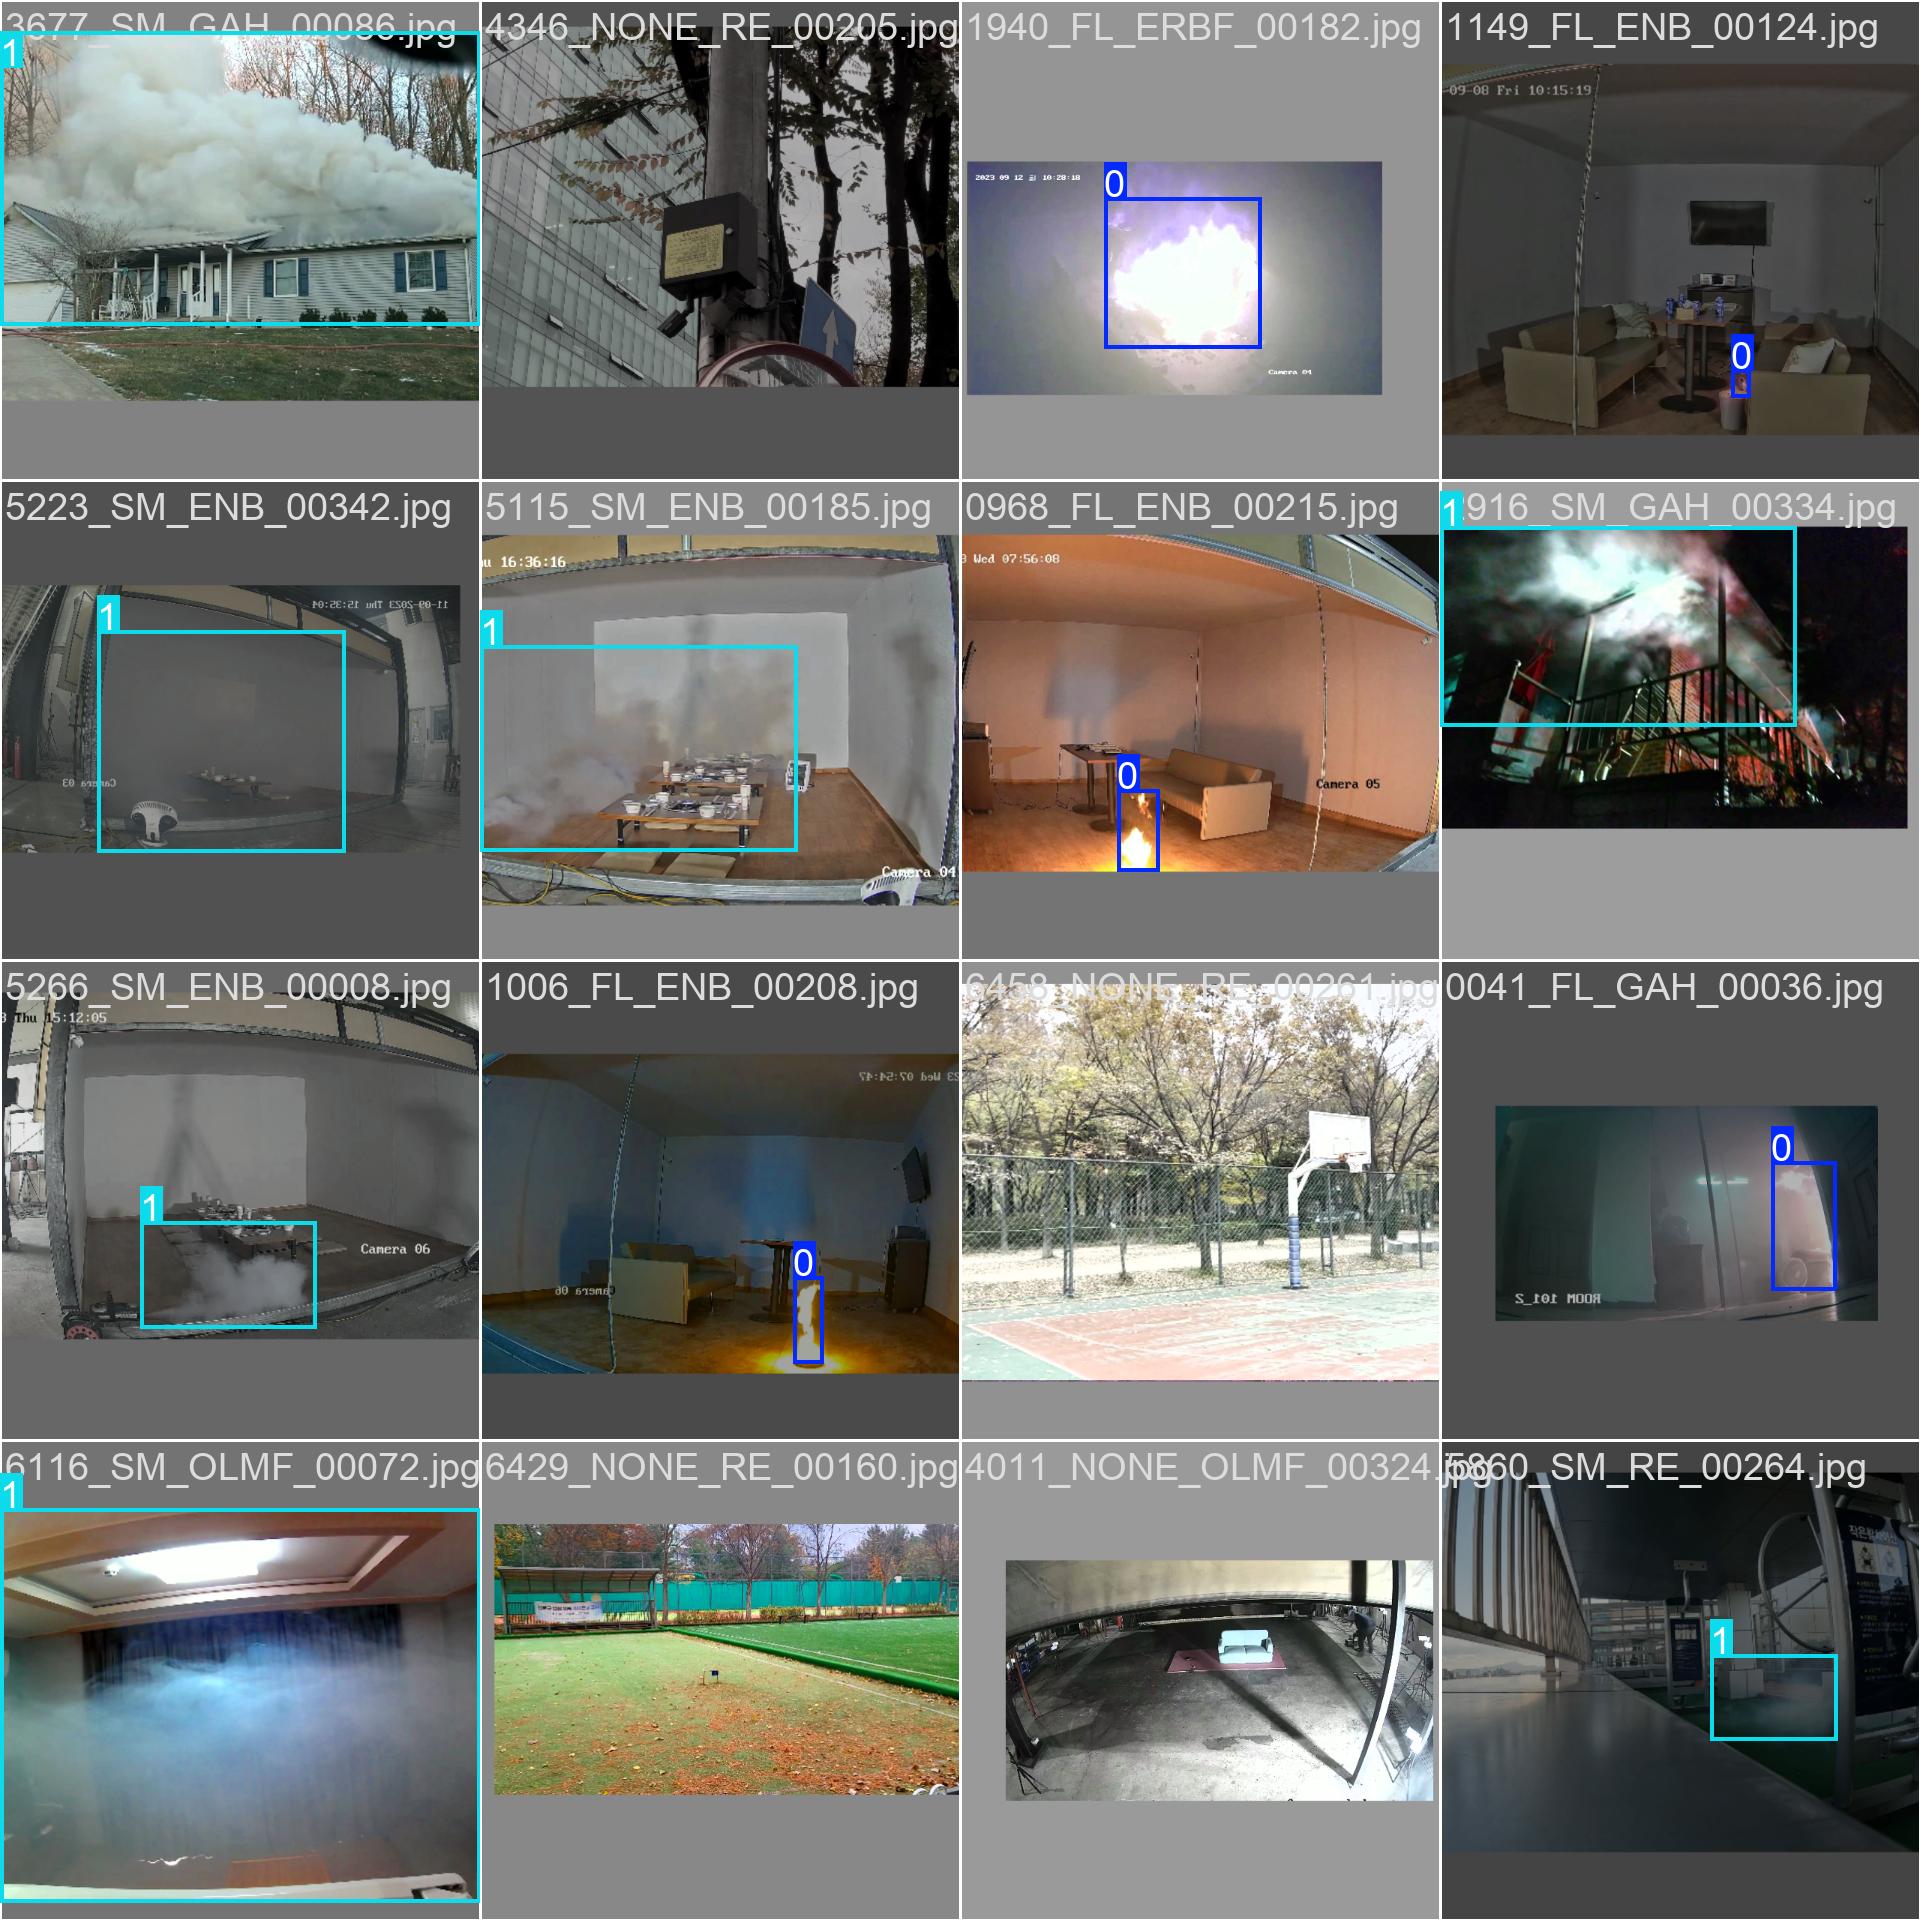 3677_SM_GAH_00086.jpg
4346_NONE_RE_00205.jpg
1940_FL_ERBF_00182.jpg
1149_FL_ENB_00124.jpg
1
2023 09 12
10:28:18
0
Camera 04
09-08 Fri 10:15:19
0
5223_SM_ENB_00342.jpg
5115_SM_ENB_00185.jpg
0968_FL_ENB_00215.jpg
916_SM_GAH_00334.jpg
1
11-09-2023 Thu 15:35:04
Camera 03
1
16:36:16
Camera 04
Wed 07:56:08
0
Camera 05
1
5266_SM_ENB_00008.jpg
1006_FL_ENB_00208.jpg
6458_NONE_RE_00261.jpg
0041_FL_GAH_00036.jpg
Thu 15:12:05
1
Camera 06
23 Wed 07:54:47
0
Camera 06
0
ROOM 101_2
6116_SM_OLMF_00072.jpg
6429_NONE_RE_00160.jpg
4011_NONE_OLMF_00324.jpg
5860_SM_RE_00264.jpg
1
1